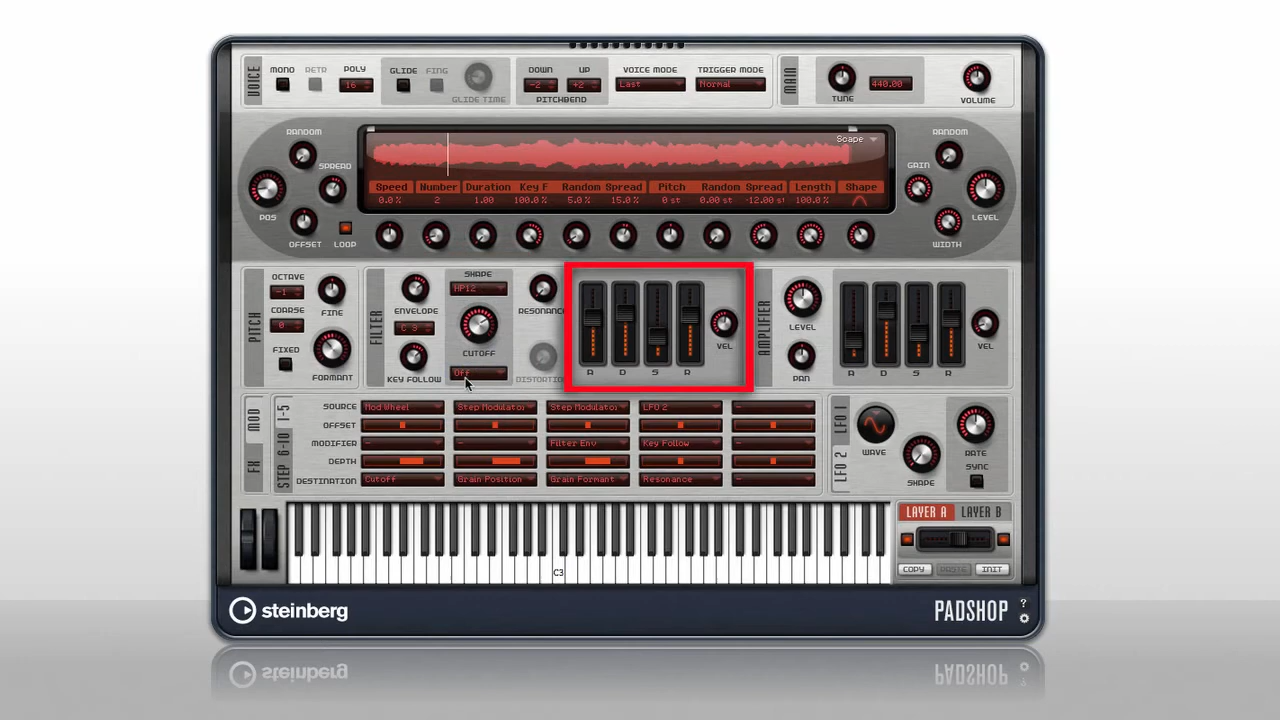 VOICE
MONO RETR POLY GLIDE FING DOWN UP VOICE MODE TRIGGER MODE
16 -2 +2 Last Normal
GLIDE TIME PITCHBEND
MAIN
440.00
TUNE VOLUME
RANDOM
SPREAD
POS
OFFSET LOOP
Scape
Speed Number Duration Key F Random Spread Pitch Random Spread Length Shape
0.0 % 2 1.00 100.0 % 5.0 % 15.0 % 0 st 0.00 st -12.00 st 100.0 %
RANDOM
GAIN
LEVEL
WIDTH
PITCH
OCTAVE
-1
COARSE FINE
0
FIXED
FORMANT
FILTER
SHAPE
HP12
ENVELOPE RESONANC
CUTOFF
Off
KEY FOLLOW DISTORTIO
A D S R
VEL
AMPLIFIER
LEVEL
PAN
A D S R
VEL
MOD
FX
1-5
6-10
STEP
SOURCE Mod Wheel Step Modulator Step Modulator LFO 2 -
OFFSET
MODIFIER - - Filter Env Key Follow -
DEPTH
DESTINATION Cutoff Grain Position Grain Formant Resonance -
LFO 1
LFO 2
WAVE
SHAPE
RATE
SYNC
C3
LAYER A LAYER B
COPY PASTE INIT
steinberg
PADSHOP
?